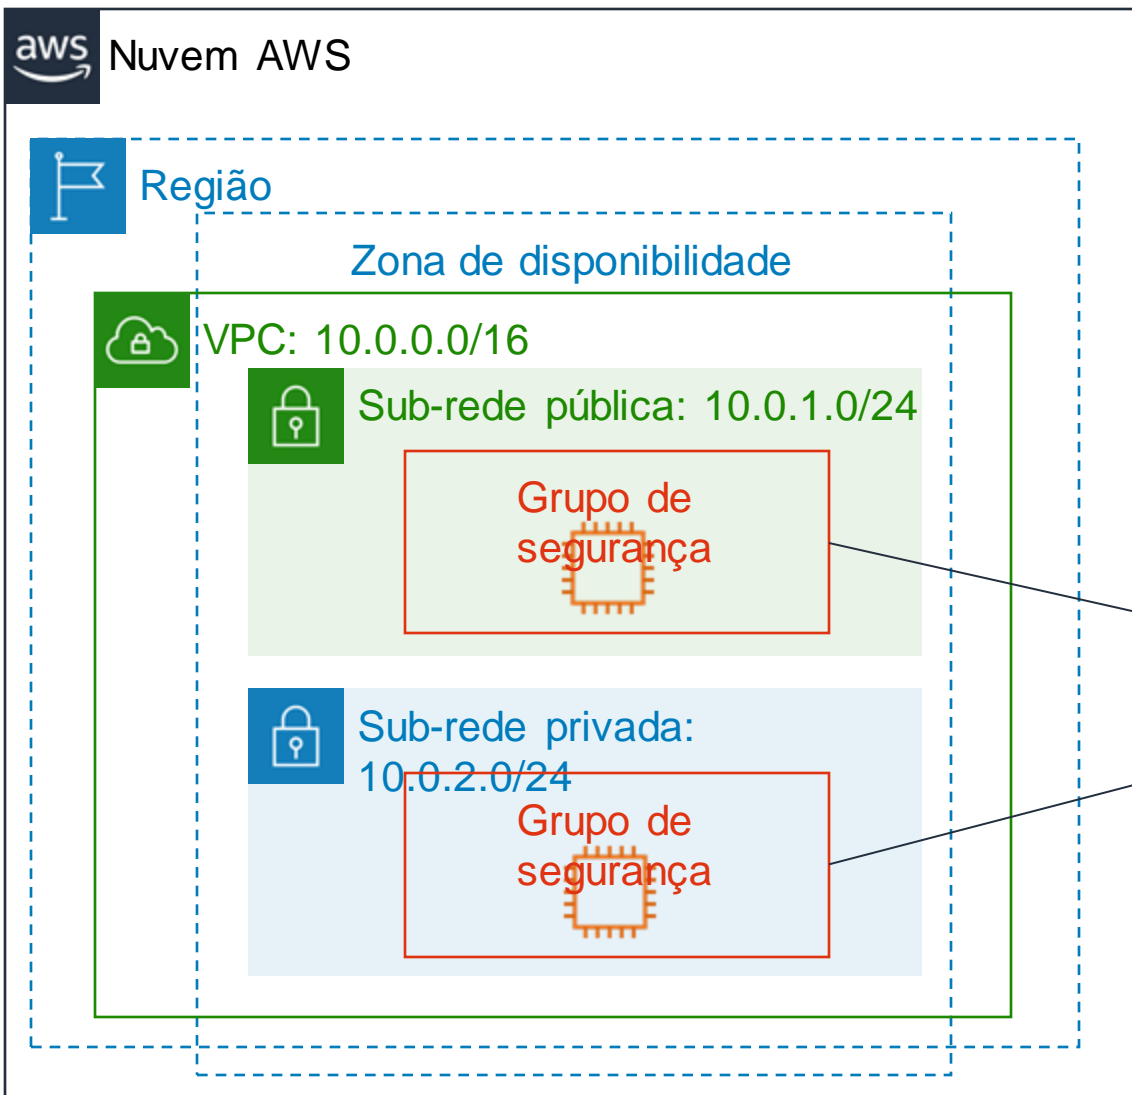 aws
Nuvem AWS
Região
Zona de disponibilidade
VPC: 10.0.0.0/16
Sub-rede pública: 10.0.1.0/24
Grupo de
segurança
Sub-rede privada:
10.0.2.0/24
Grupo de
segurança